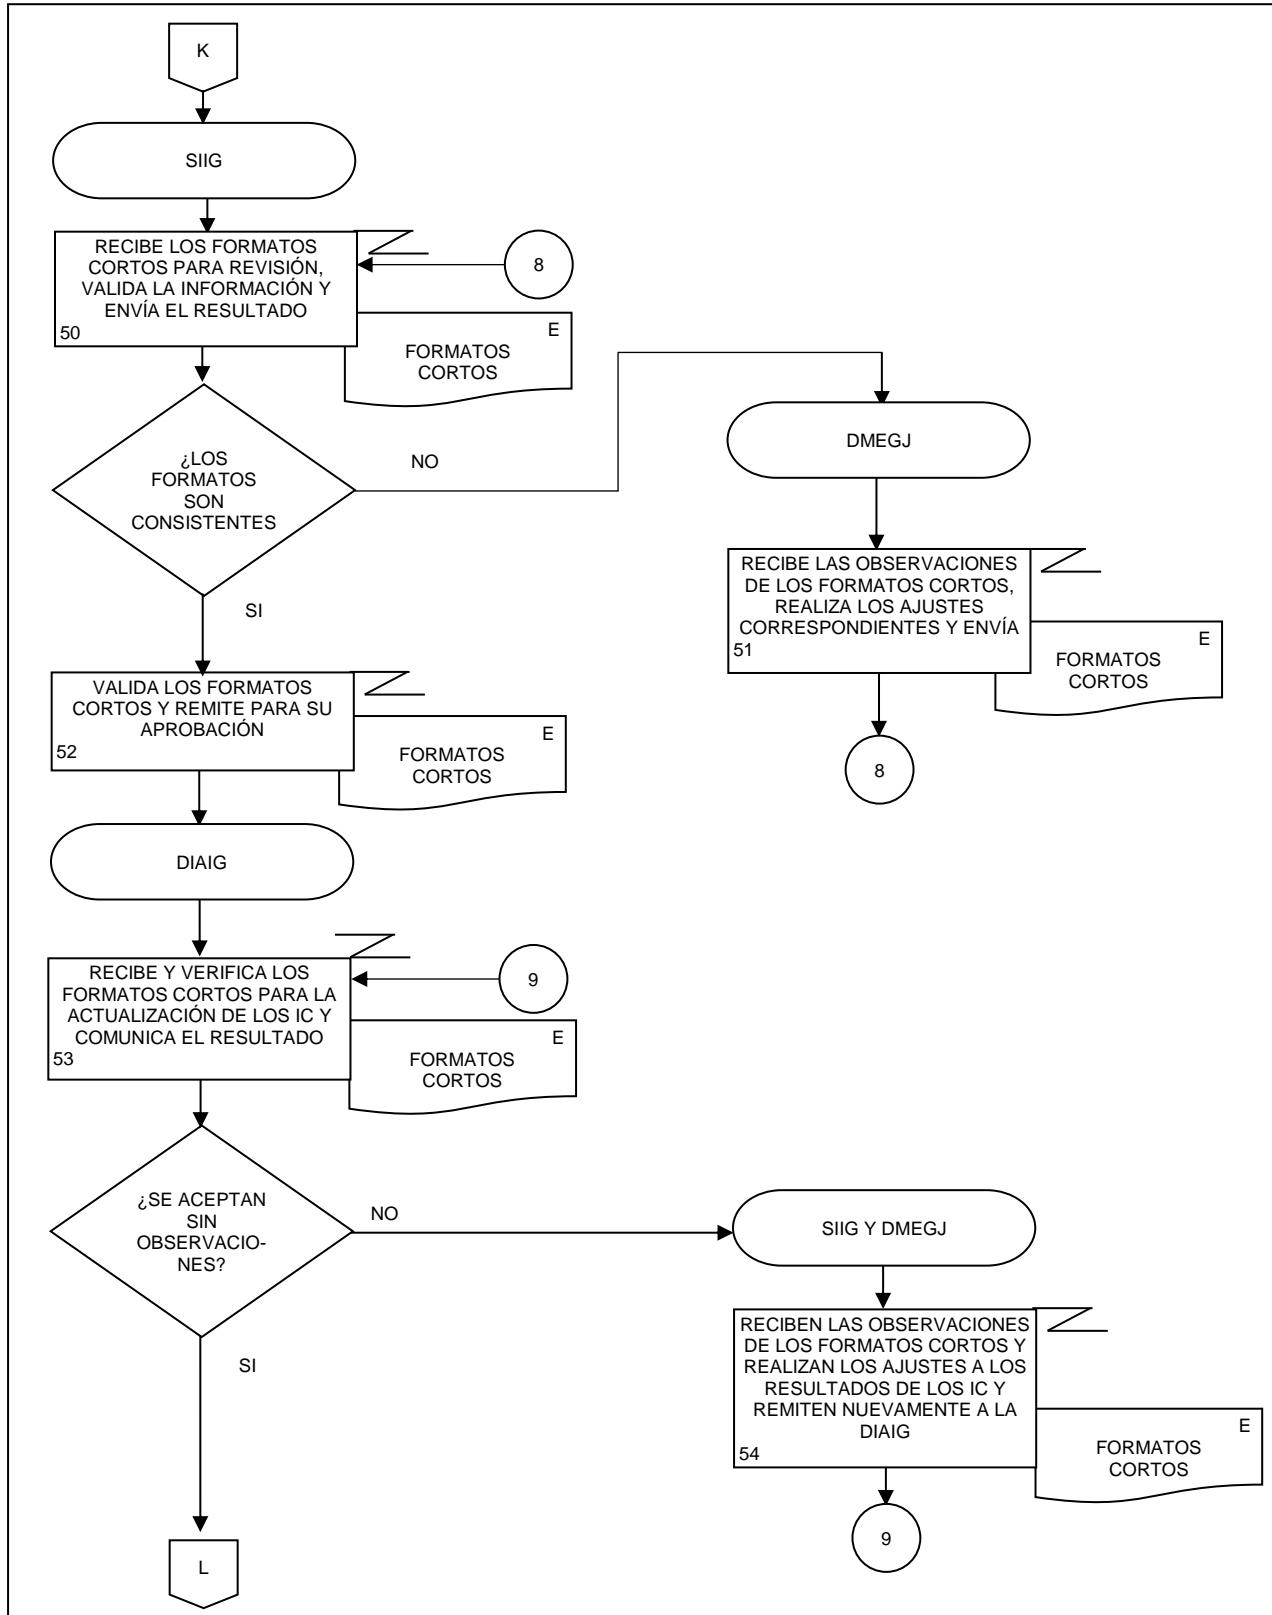 K
SIIG
RECIBE LOS FORMATOS
CORTOS PARA REVISIÓN,
VALIDA LA INFORMACIÓN Y
ENVÍA EL RESULTADO
50
8
E
FORMATOS
CORTOS
¿LOS
FORMATOS
SON
CONSISTENTES
NO
SI
DMEGJ
RECIBE LAS OBSERVACIONES
DE LOS FORMATOS CORTOS,
REALIZA LOS AJUSTES
CORRESPONDIENTES Y ENVÍA
51
E
FORMATOS
CORTOS
8
VALIDA LOS FORMATOS
CORTOS Y REMITE PARA SU
APROBACIÓN
52
E
FORMATOS
CORTOS
DIAIG
RECIBE Y VERIFICA LOS
FORMATOS CORTOS PARA LA
ACTUALIZACIÓN DE LOS IC Y
COMUNICA EL RESULTADO
53
9
E
FORMATOS
CORTOS
¿SE ACEPTAN
SIN
OBSERVACIO-
NES?
NO
SI
SIIG Y DMEGJ
RECIBEN LAS OBSERVACIONES
DE LOS FORMATOS CORTOS Y
REALIZAN LOS AJUSTES A LOS
RESULTADOS DE LOS IC Y
REMITEN NUEVAMENTE A LA
DIAIG
54
E
FORMATOS
CORTOS
9
L